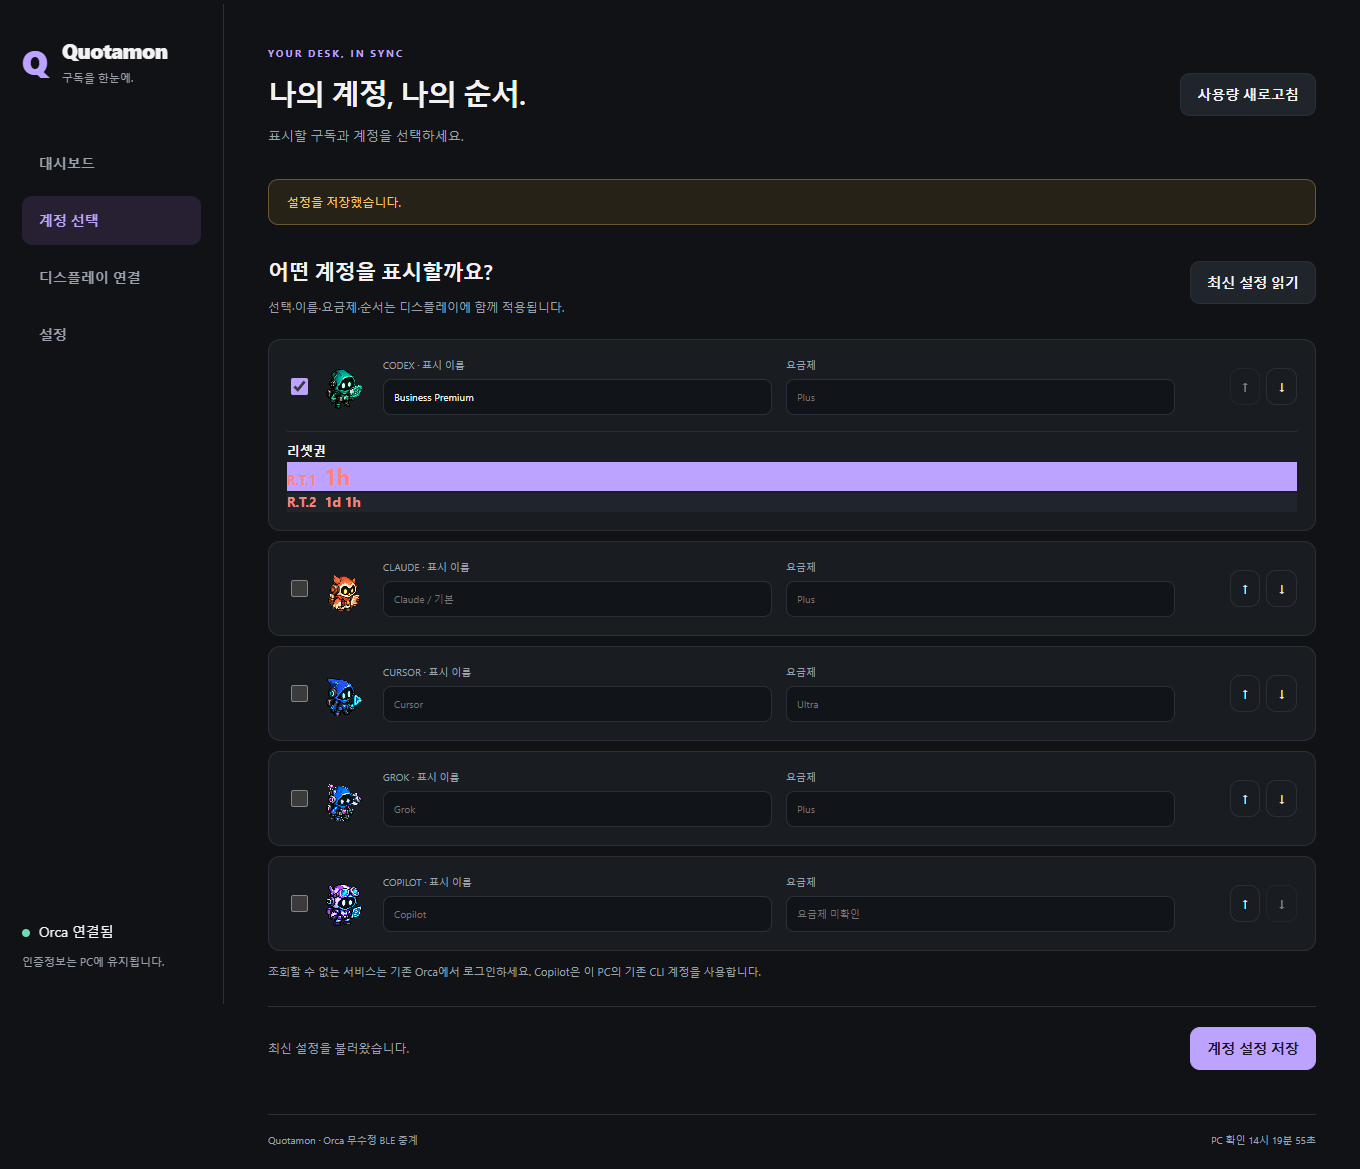 Q Quotamon
구독을 한눈에.
대시보드
계정 선택
디스플레이 연결
설정
Orca 연결됨
인증정보는 PC에 유지됩니다.
YOUR DESK, IN SYNC
나의 계정, 나의 순서.
표시할 구독과 계정을 선택하세요.
사용량 새로고침
설정을 저장했습니다.
어떤 계정을 표시할까요?
선택·이름·요금제·순서는 디스플레이에 함께 적용됩니다.
최신 설정 읽기
CODEX · 표시 이름 요금제
Business Premium Plus ↑ ↓
리셋권
R.T.1 1h
R.T.2 1d 1h
CLAUDE · 표시 이름 요금제
Claude / 기본 Plus ↑ ↓
CURSOR · 표시 이름 요금제
Cursor Ultra ↑ ↓
GROK · 표시 이름 요금제
Grok Plus ↑ ↓
COPILOT · 표시 이름 요금제
Copilot 요금제 미확인 ↑ ↓
조회할 수 없는 서비스는 기존 Orca에서 로그인하세요. Copilot은 이 PC의 기존 CLI 계정을 사용합니다.
최신 설정을 불러왔습니다.
계정 설정 저장
Quotamon · Orca 무수정 BLE 중계
PC 확인 14시 19분 55초